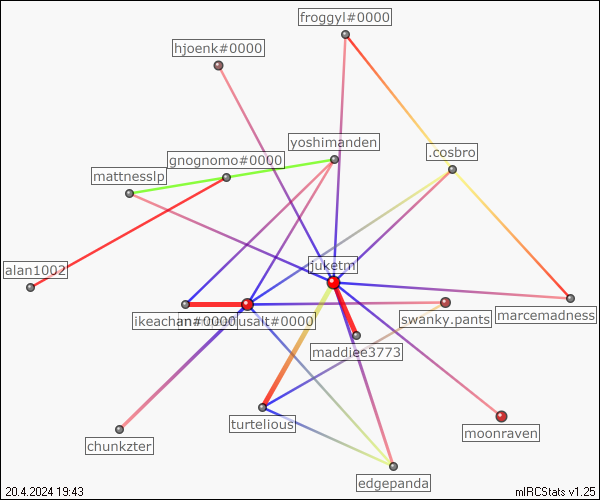 froggyl#0000
hjoenk#0000
yoshimanden
.cosbro
gnognomo#0000
mattnesslp
juketm
alan1002
ikeachan#0000
usalt#0000
swanky.pants
marcemadness
maddiee3773
turtelious
moonraven
chunkzter
edgepanda
20.4.2024 19:43
mIRCStats v1.25